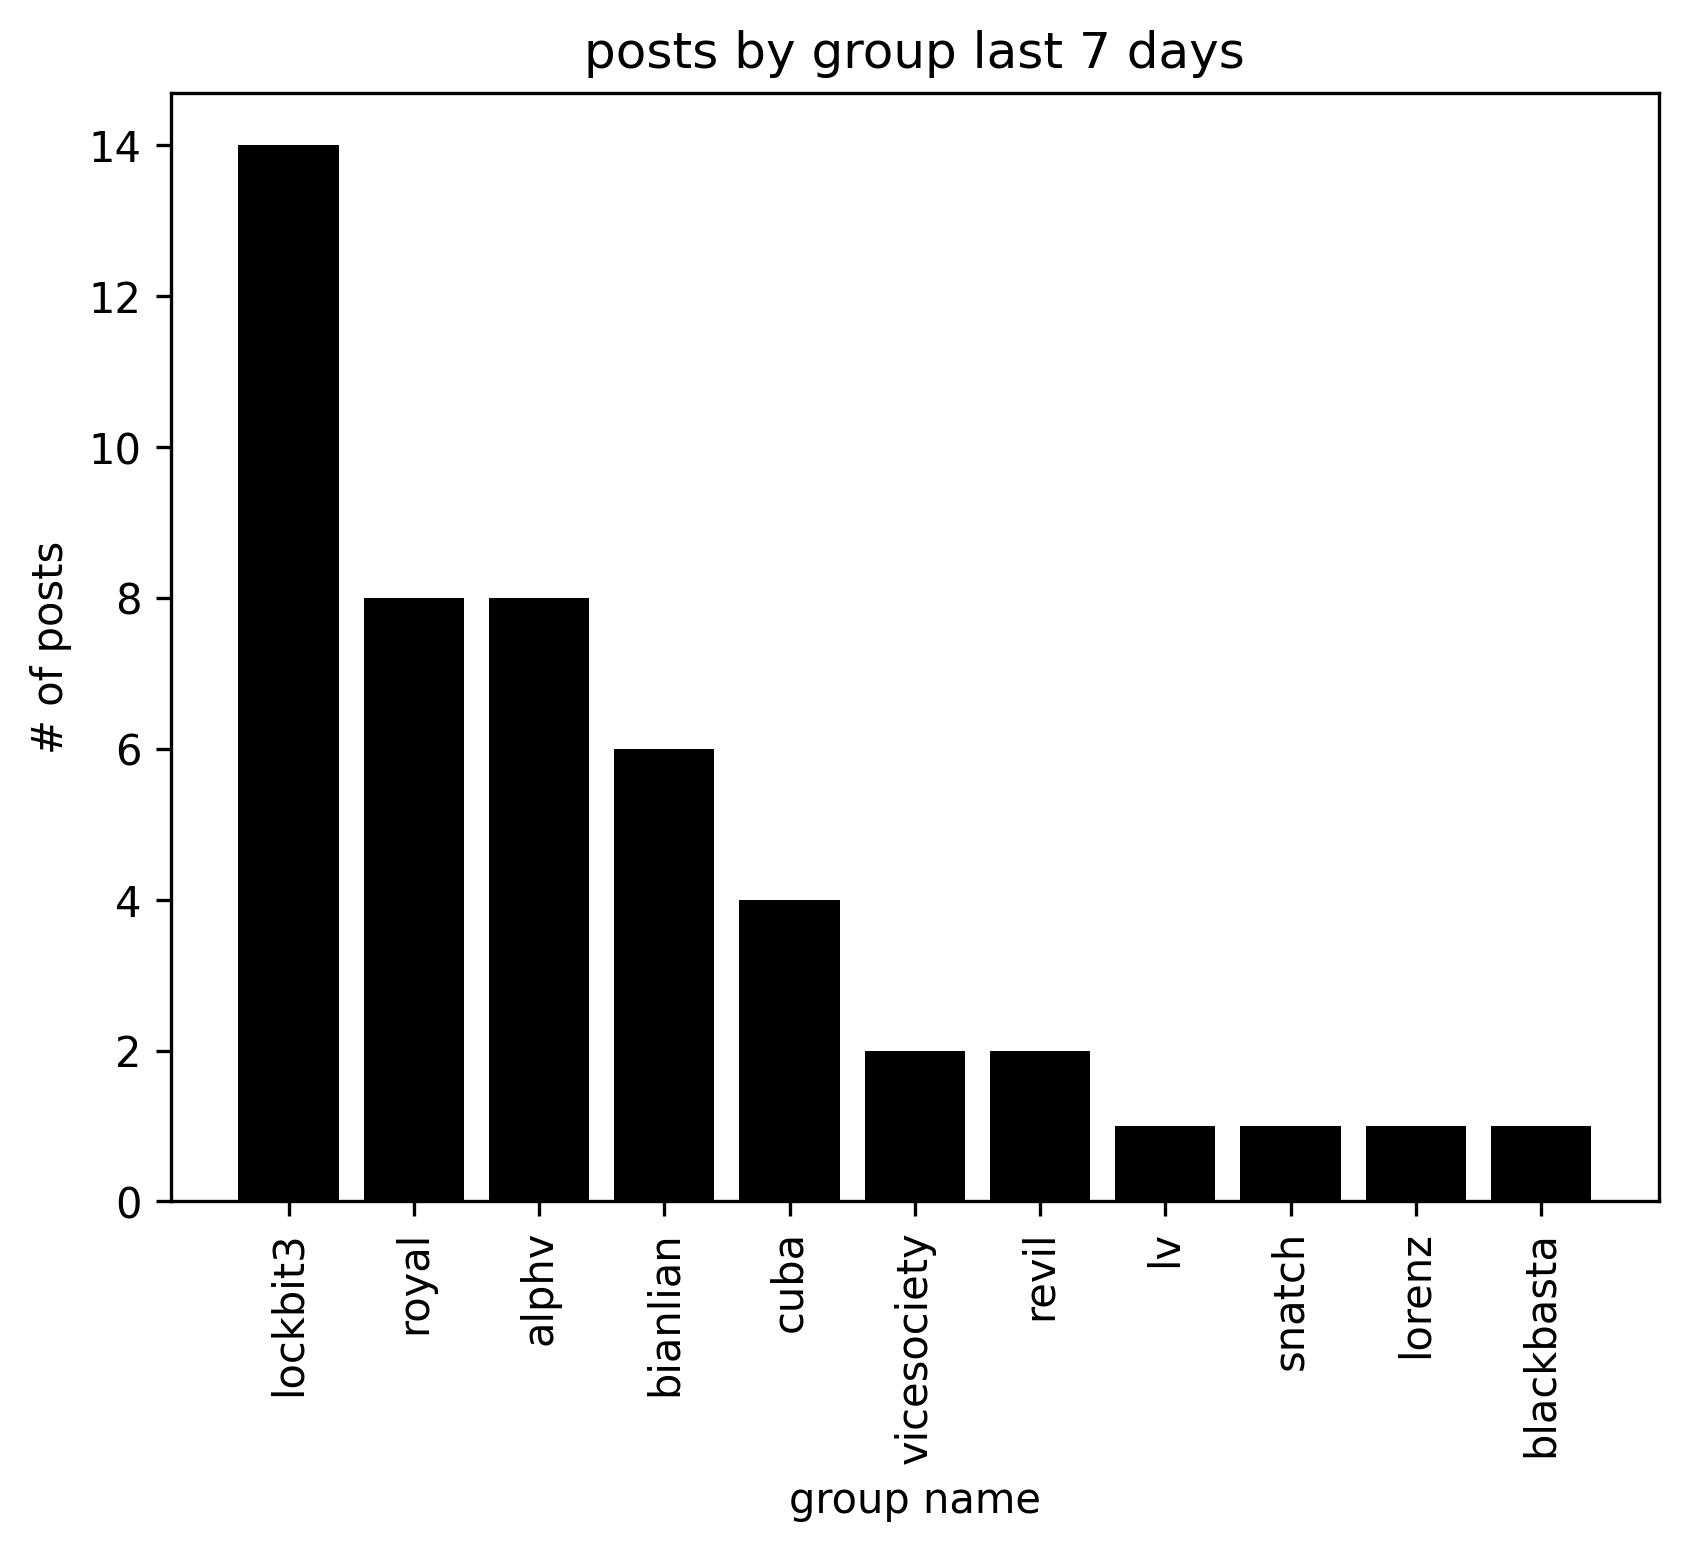 posts by group last 7 days
14
12
10
8
6
4
2
0
# of posts
lockbit3
royal
alphv
bianlian
cuba
vicesociety
revil
lv
snatch
lorenz
blackbasta
group name